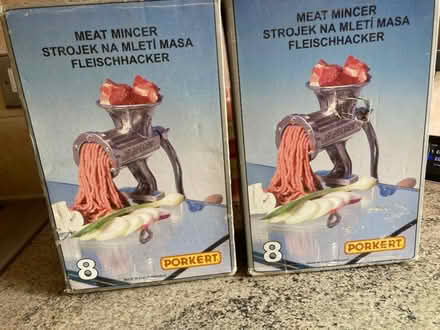 MEAT MINCER
STROJEK NA MLETÍ MASA
FLEISCHHACKER
8
PORKERT
MEAT MINCER
STROJEK NA MLETÍ MASA
FLEISCHHACKER
8
PORKERT